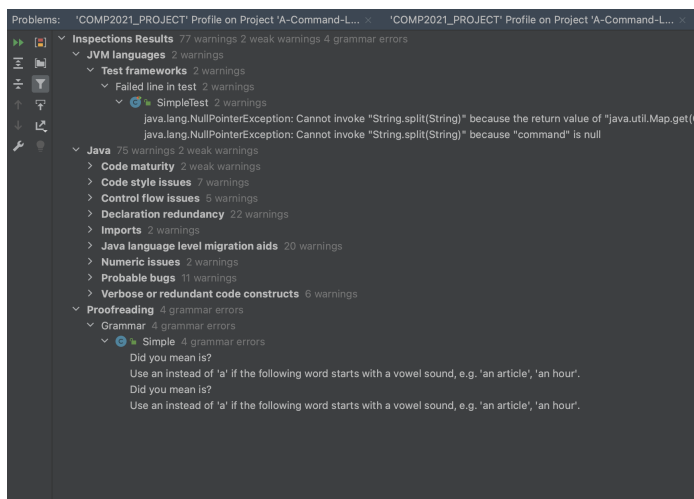 Problems: 'COMP2021_PROJECT' Profile on Project 'A-Command-L... × 'COMP2021_PROJECT' Profile on Project 'A-Command-L... ×
Inspections Results 77 warnings 2 weak warnings 4 grammar errors
JVM languages 2 warnings
Test frameworks 2 warnings
Failed line in test 2 warnings
SimpleTest 2 warnings
java.lang.NullPointerException: Cannot invoke "String.split(String)" because the return value of "java.util.Map.get(
java.lang.NullPointerException: Cannot invoke "String.split(String)" because "command" is null
Java 75 warnings 2 weak warnings
Code maturity 2 weak warnings
Code style issues 7 warnings
Control flow issues 5 warnings
Declaration redundancy 22 warnings
Imports 2 warnings
Java language level migration aids 20 warnings
Numeric issues 2 warnings
Probable bugs 11 warnings
Verbose or redundant code constructs 6 warnings
Proofreading 4 grammar errors
Grammar 4 grammar errors
Simple 4 grammar errors
Did you mean is?
Use an instead of 'a' if the following word starts with a vowel sound, e.g. 'an article', 'an hour'.
Did you mean is?
Use an instead of 'a' if the following word starts with a vowel sound, e.g. 'an article', 'an hour'.